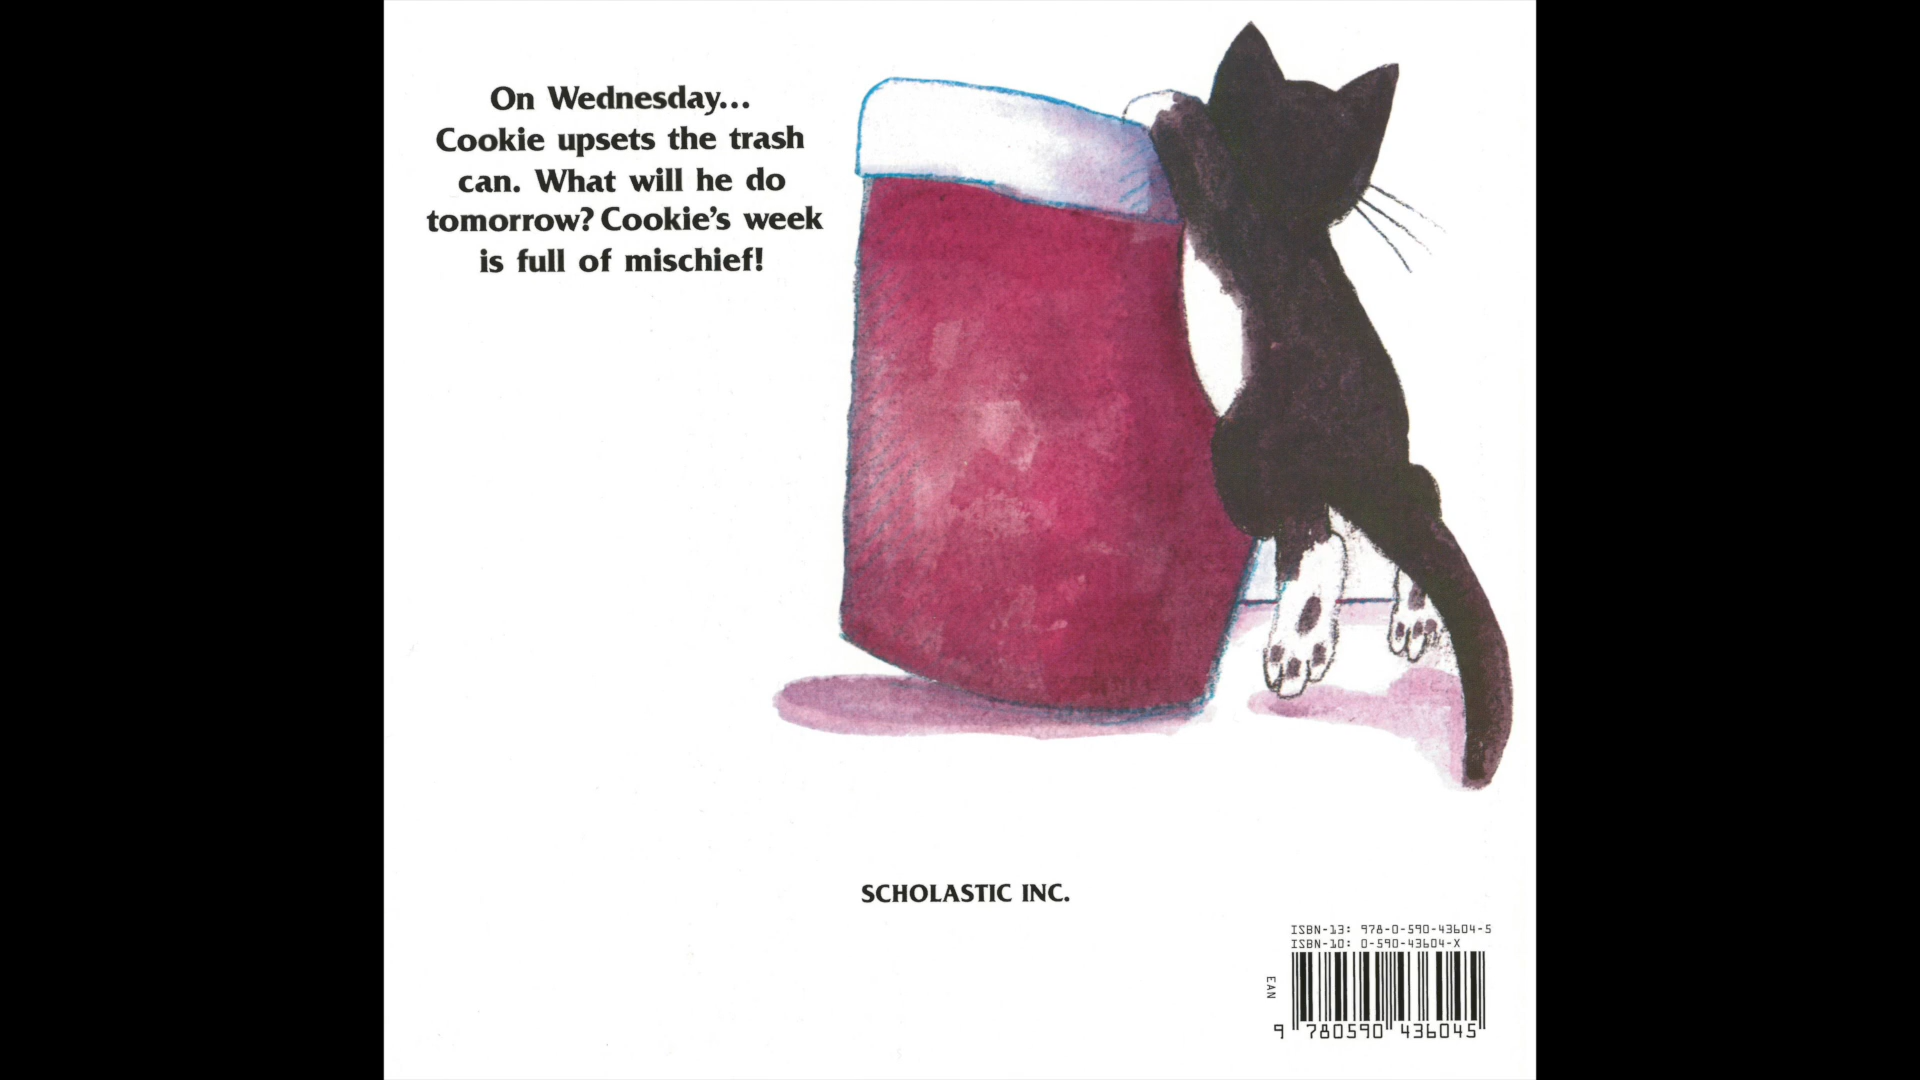 On Wednesday...
Cookie upsets the trash
can. What will he do
tomorrow? Cookie's week
is full of mischief!
SCHOLASTIC INC.
ISBN-13: 978-0-590-43604-5
ISBN-10: 0-590-43604-X
EAN
9 780590 436045